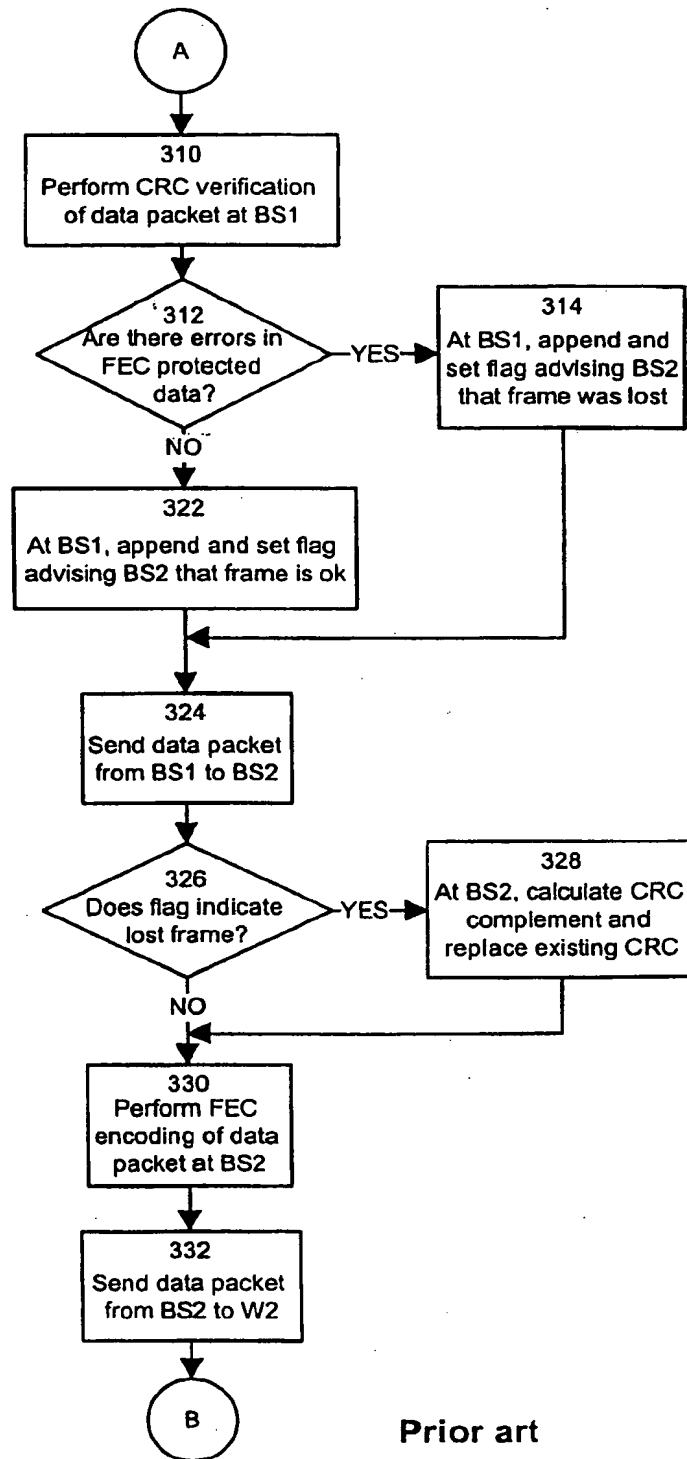 A
310
Perform CRC verification
of data packet at BS1
312
Are there errors in
FEC protected
data?
YES
314
At BS1, append and
set flag advising BS2
that frame was lost
NO
322
At BS1, append and set flag
advising BS2 that frame is ok
324
Send data packet
from BS1 to BS2
326
Does flag indicate
lost frame?
YES
328
At BS2, calculate CRC
complement and
replace existing CRC
NO
330
Perform FEC
encoding of data
packet at BS2
332
Send data packet
from BS2 to W2
B
Prior art